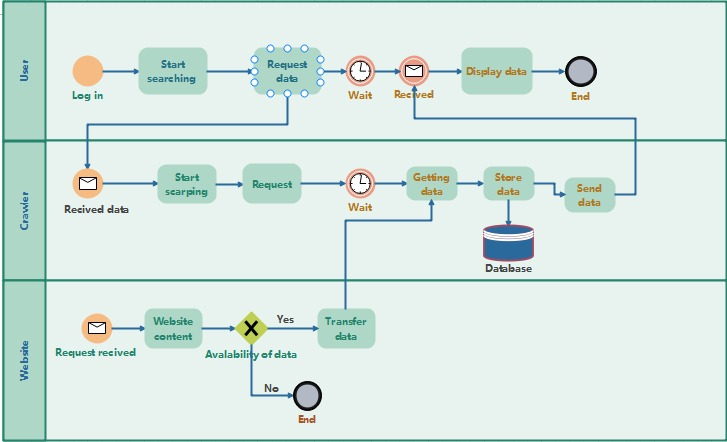 User
Log in
Start
searching
Request
data
Wait
Recived
Display data
End
Crawler
Recived data
Start
scarping
Request
Wait
Getting
data
Store
data
Send
data
Database
Website
Request recived
Website
content
Avalability of data
Yes
No
Transfer
data
End